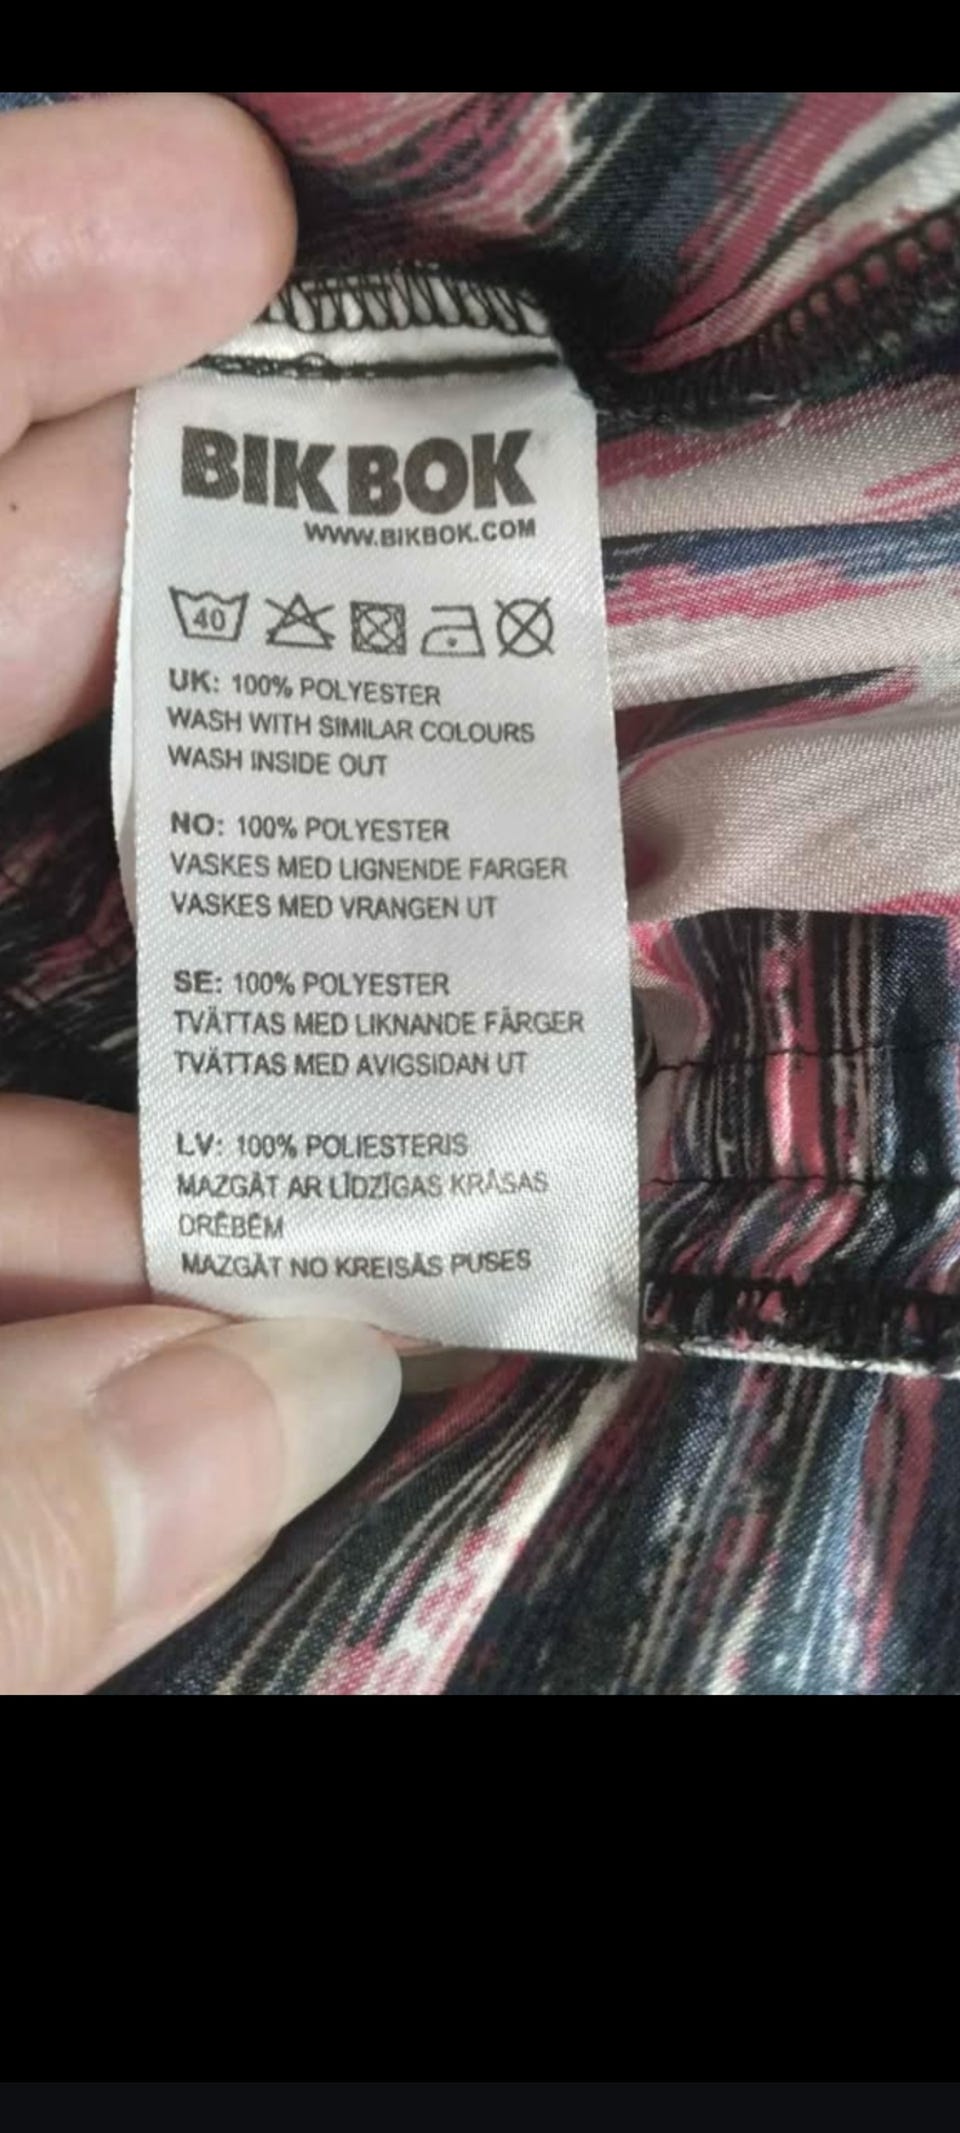 BIK BOK
WWW.BIKBOK.COM
40
UK: 100% POLYESTER
WASH WITH SIMILAR COLOURS
WASH INSIDE OUT
NO: 100% POLYESTER
VASKES MED LIGNENDE FARGER
VASKES MED VRANGEN UT
SE: 100% POLYESTER
TVÄTTAS MED LIKNANDE FÄRGER
TVÄTTAS MED AVIGSIDAN UT
LV: 100% POLIESTERIS
MAZGĀT AR LĪDZĪGAS KRĀSAS
DRĒBĒM
MAZGĀT NO KREISĀS PUSES